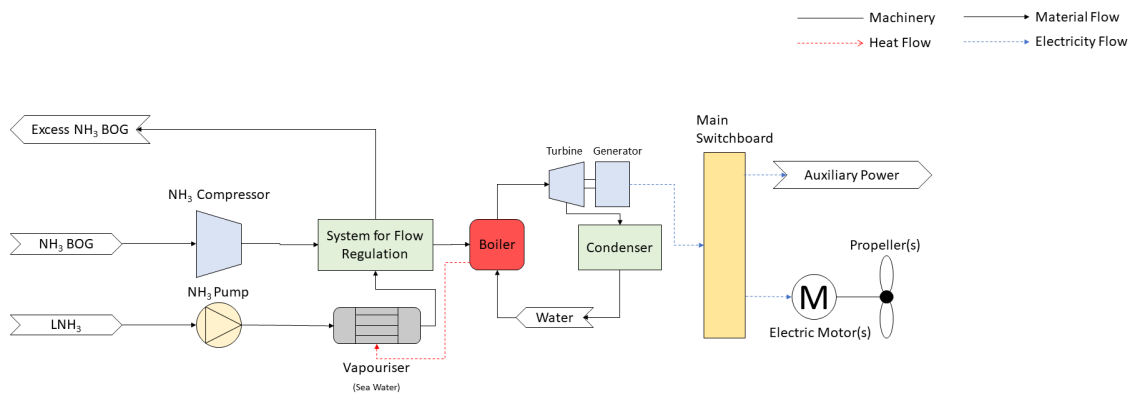 Machinery
Material Flow
Heat Flow
Electricity Flow
Excess NH₃ BOG
Main
Switchboard
Turbine
Generator
Auxiliary Power
NH₃ Compressor
NH₃ BOG
System for Flow
Regulation
Boiler
Condenser
Propeller(s)
NH₃ Pump
M
LNH₃
Water
Electric Motor(s)
Vapouriser
(Sea Water)